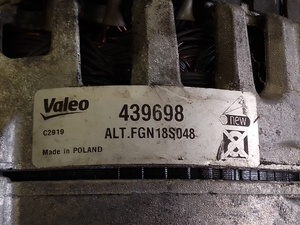 Valeo
439698
C2919
ALT.FGN18S048
Made in POLAND
new